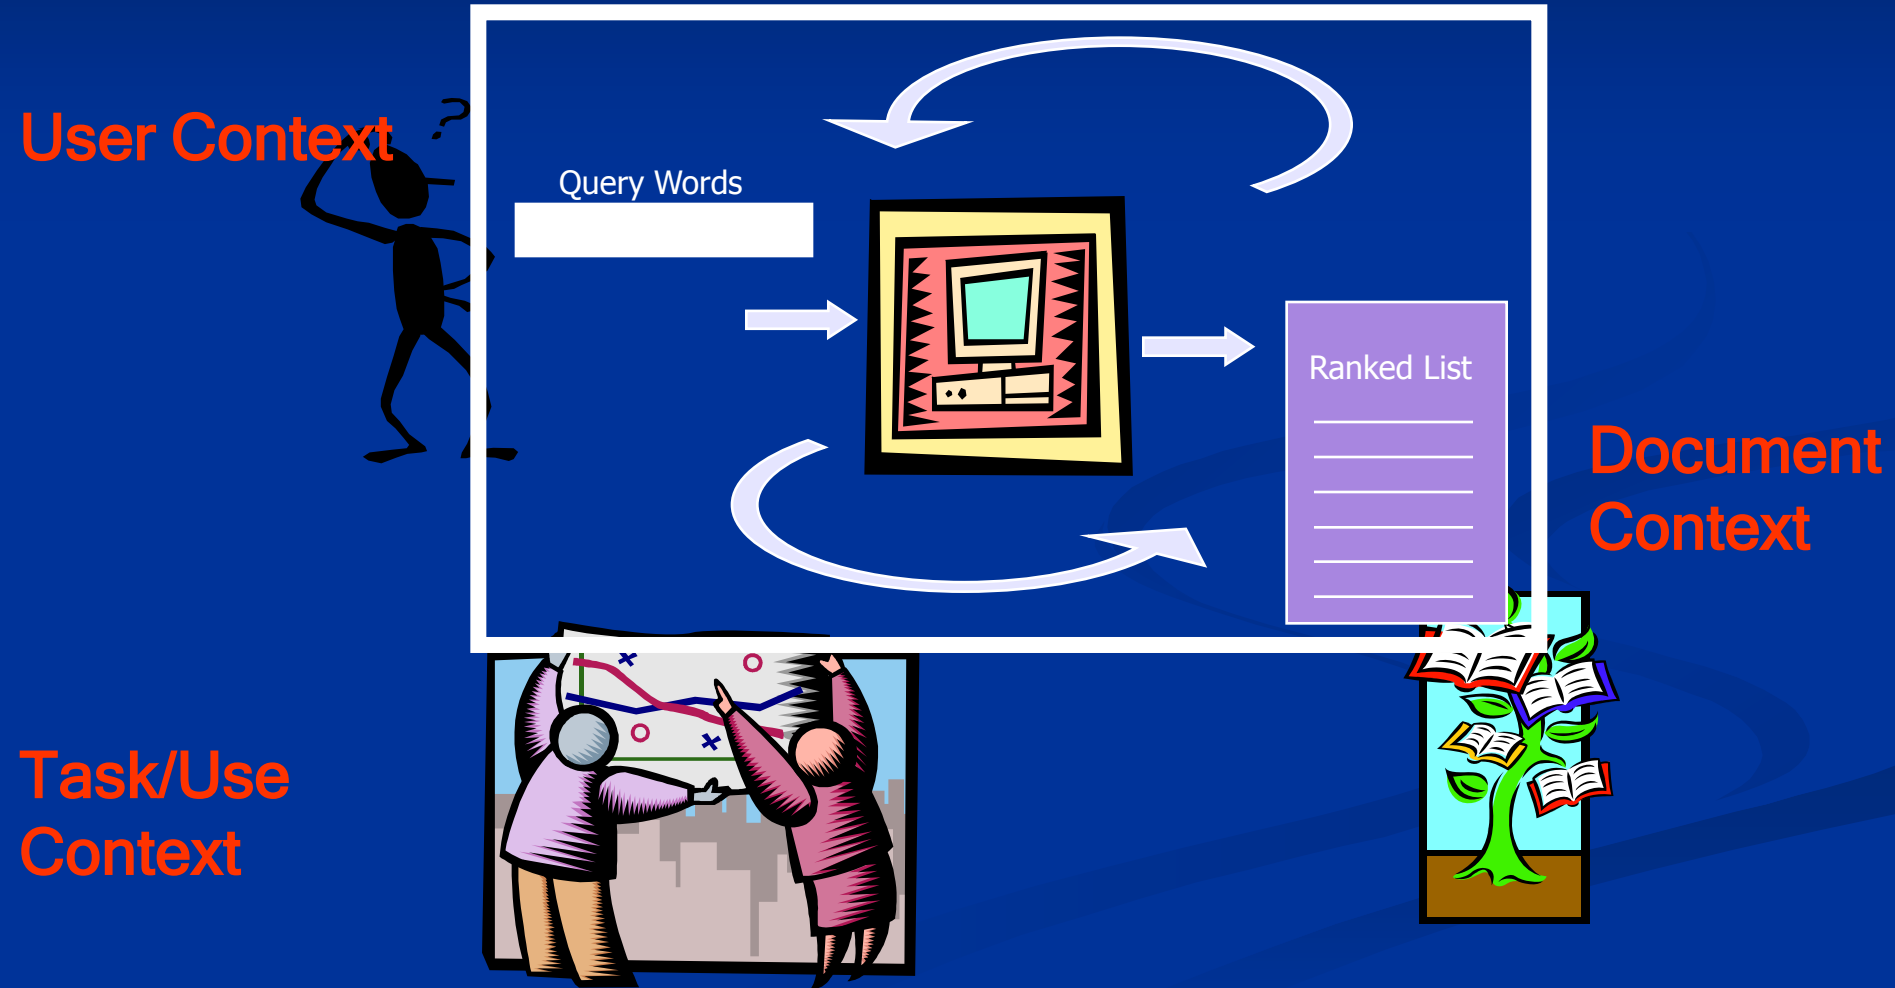 User Context
?
Query Words
Ranked List
Document
Context
Task/Use
Context